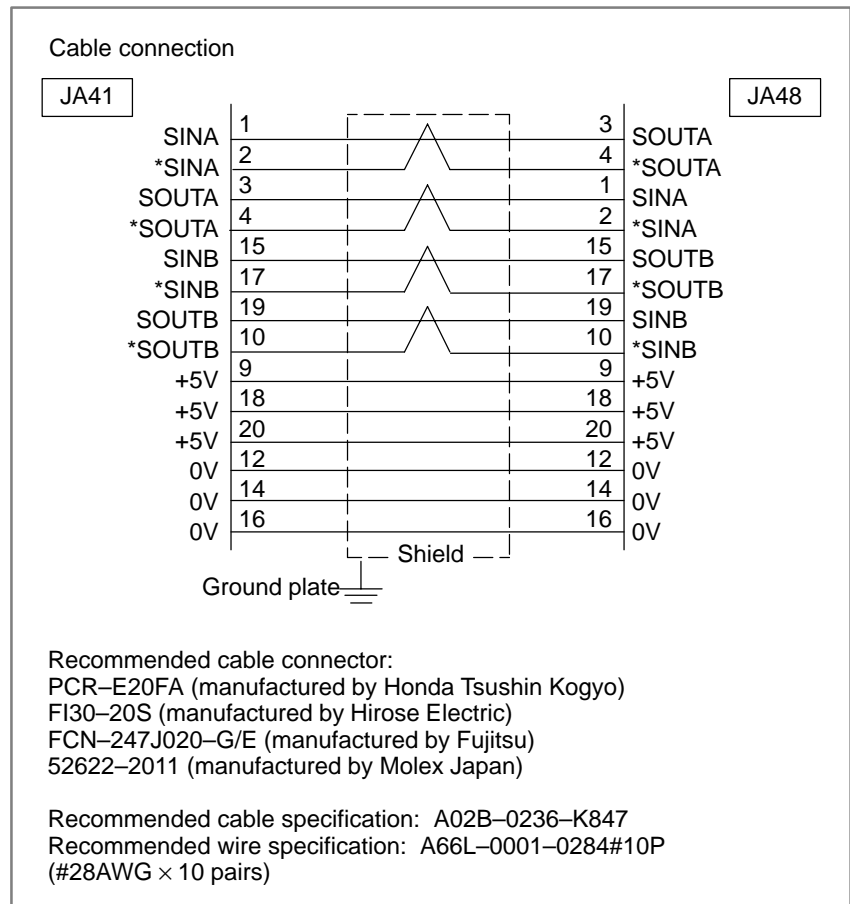 Cable connection
JA41 JA48
SINA 1 3 SOUTA
*SINA 2 4 *SOUTA
SOUTA 3 1 SINA
*SOUTA 4 2 *SINA
SINB 15 15 SOUTB
*SINB 17 17 *SOUTB
SOUTB 19 19 SINB
*SOUTB 10 10 *SINB
+5V 9 9 +5V
+5V 18 18 +5V
+5V 20 20 +5V
0V 12 12 0V
0V 14 14 0V
0V 16 16 0V
Shield
Ground plate
Recommended cable connector:
PCR–E20FA (manufactured by Honda Tsushin Kogyo)
FI30–20S (manufactured by Hirose Electric)
FCN–247J020–G/E (manufactured by Fujitsu)
52622–2011 (manufactured by Molex Japan)
Recommended cable specification: A02B–0236–K847
Recommended wire specification: A66L–0001–0284#10P
(#28AWG × 10 pairs)